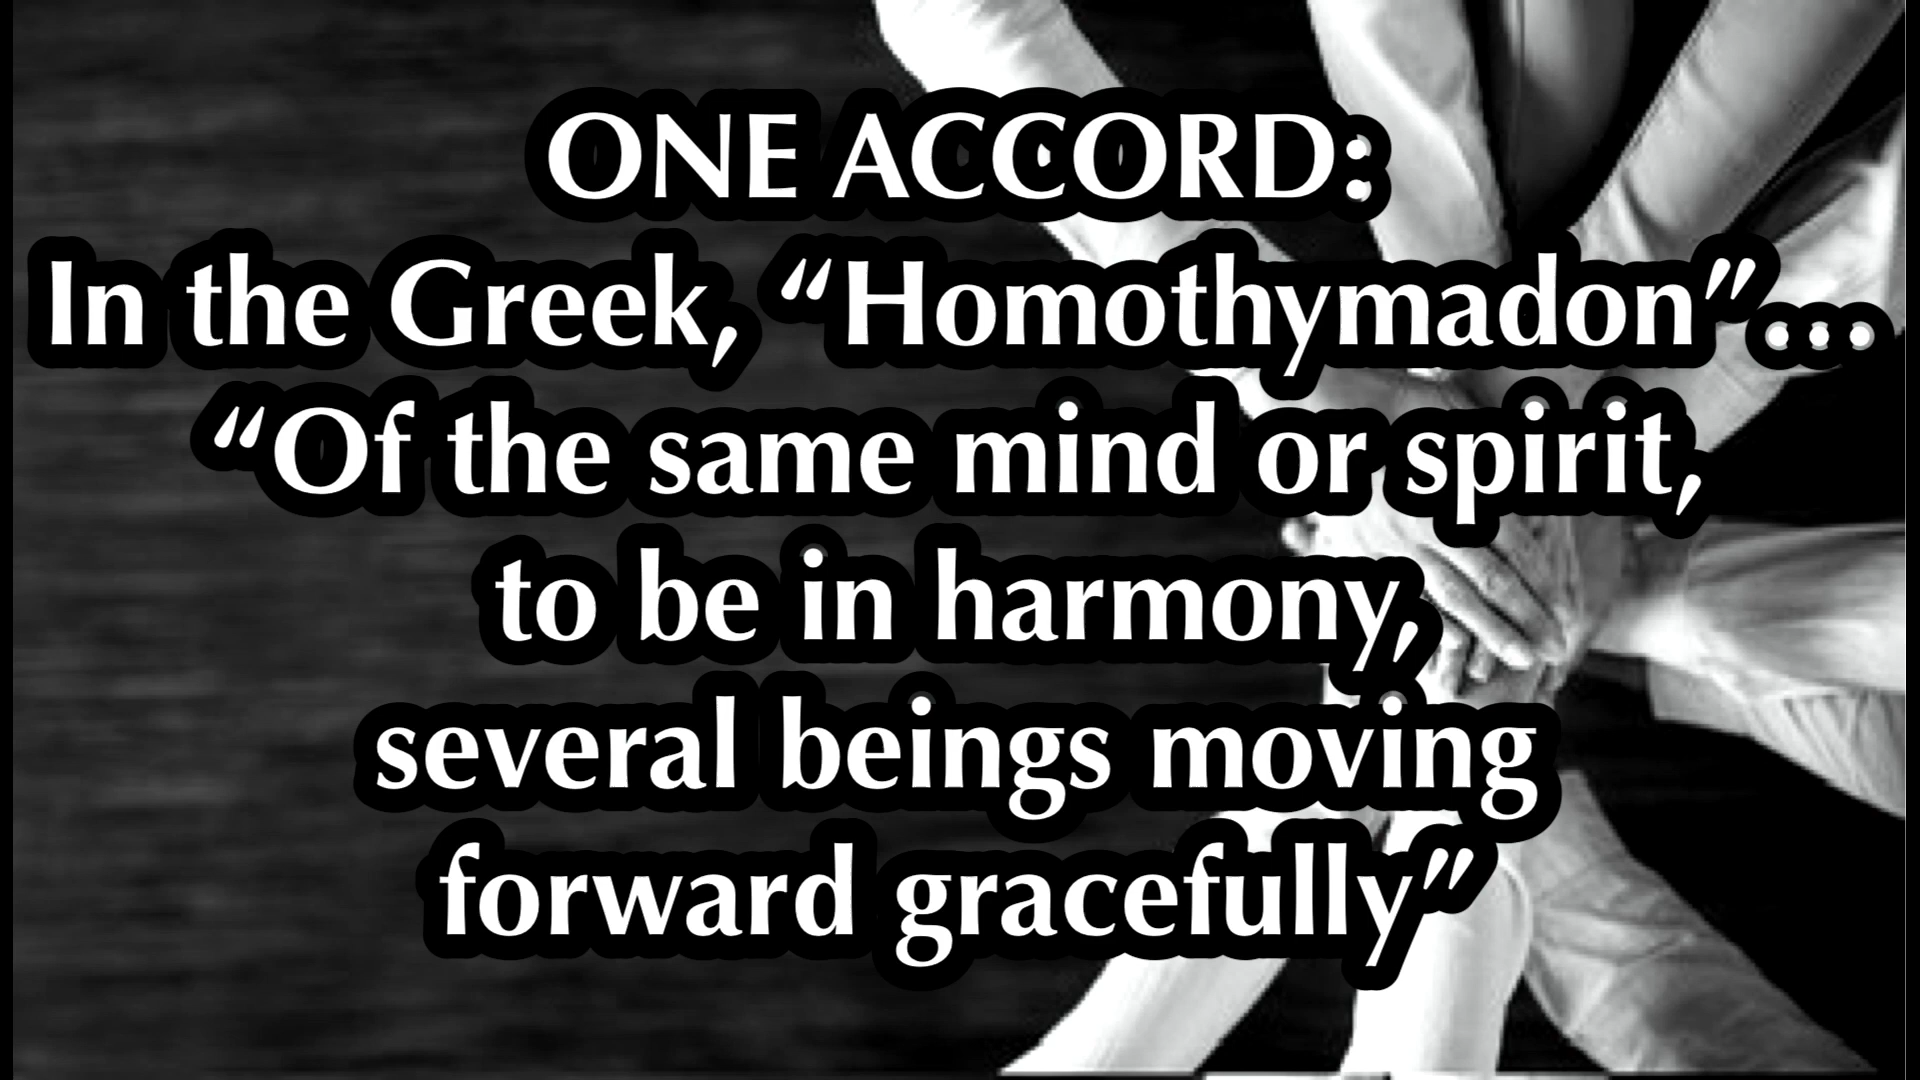 ONE ACCORD:
In the Greek, “Homothymadon”...
“Of the same mind or spirit,
to be in harmony,
several beings moving
forward gracefully”